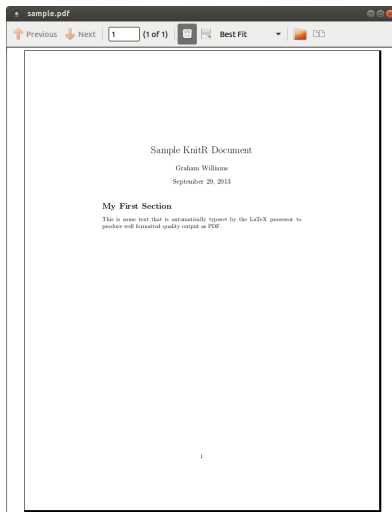 sample.pdf
Previous Next 1 (1 of 1) Best Fit
Sample KnitR Document
Graham Williams
September 29, 2013
My First Section
This is some text that is automatically typeset by the LaTeX processor to
produce well formatted quality output as PDF.
1